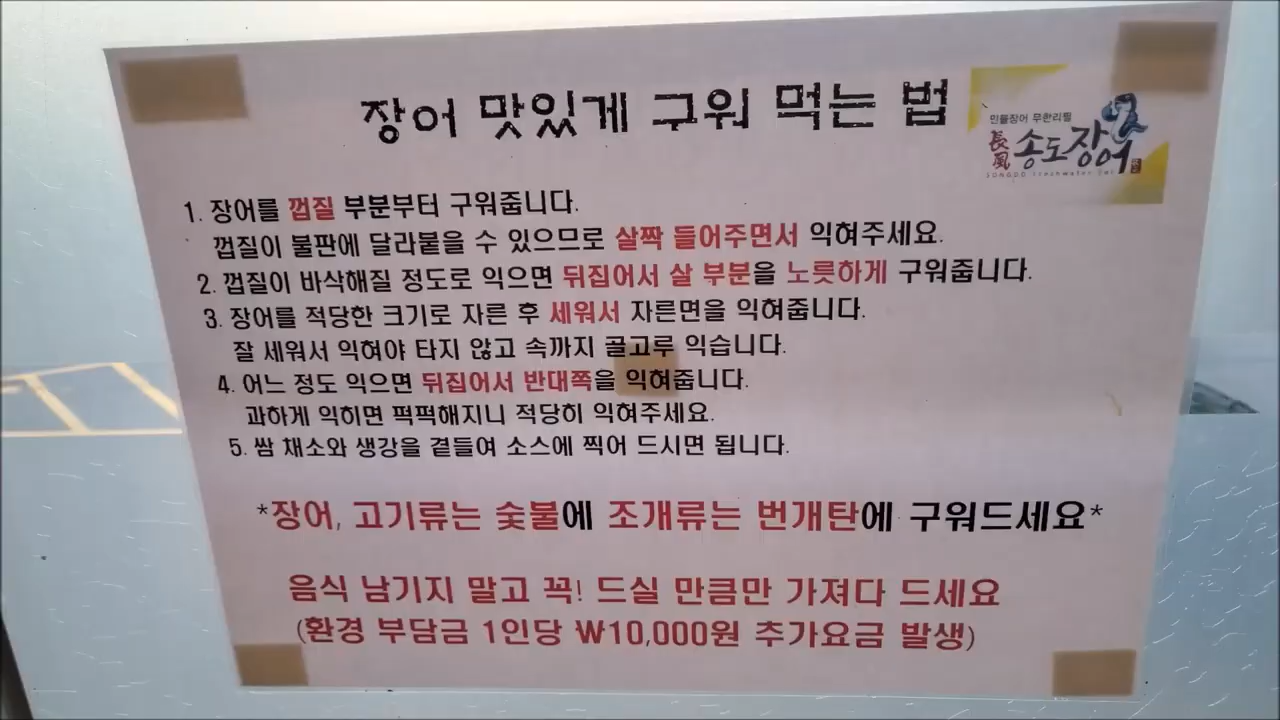 장어 맛있게 구워 먹는 법
민물장어 무한리필
長風 송도장어
SONGDO Freshwater Eel
1. 장어를 껍질 부분부터 구워줍니다.
껍질이 불판에 달라붙을 수 있으므로 살짝 들어주면서 익혀주세요.
2. 껍질이 바삭해질 정도로 익으면 뒤집어서 살 부분을 노릇하게 구워줍니다.
3. 장어를 적당한 크기로 자른 후 세워서 자른면을 익혀줍니다.
잘 세워서 익혀야 타지 않고 속까지 골고루 익습니다.
4. 어느 정도 익으면 뒤집어서 반대쪽을 익혀줍니다.
과하게 익히면 퍽퍽해지니 적당히 익혀주세요.
5. 쌈 채소와 생강을 곁들여 소스에 찍어 드시면 됩니다.
*장어, 고기류는 숯불에 조개류는 번개탄에 구워드세요*
음식 남기지 말고 꼭! 드실 만큼만 가져다 드세요
(환경 부담금 1인당 ₩10,000원 추가요금 발생)